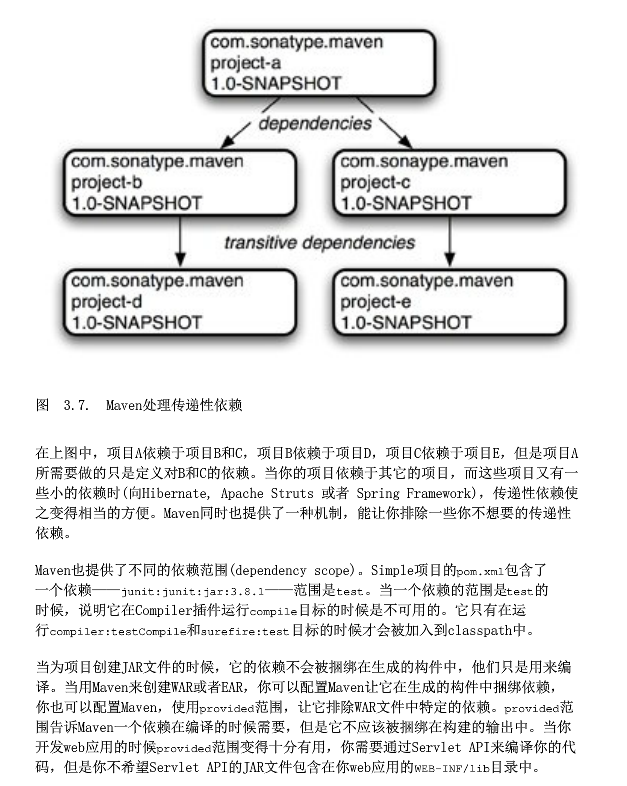 com.sonatype.maven
project-a
1.0-SNAPSHOT
dependencies
com.sonatype.maven
project-b
1.0-SNAPSHOT
com.sonaype.maven
project-c
1.0-SNAPSHOT
transitive dependencies
com.sonatype.maven
project-d
1.0-SNAPSHOT
com.sonatype.maven
project-e
1.0-SNAPSHOT
图 3.7. Maven处理传递性依赖
在上图中，项目A依赖于项目B和C，项目B依赖于项目D，项目C依赖于项目E，但是项目A
所需要做的只是定义对B和C的依赖。当你的项目依赖于其它的项目，而这些项目又有一
些小的依赖时(向Hibernate, Apache Struts 或者 Spring Framework)，传递性依赖使
之变得相当的方便。Maven同时也提供了一种机制，能让你排除一些你不想要的传递性
依赖。
Maven也提供了不同的依赖范围(dependency scope)。Simple项目的pom.xml包含了
一个依赖——junit:junit:jar:3.8.1——范围是test。当一个依赖的范围是test的
时候，说明它在Compiler插件运行compile目标的时候是不可用的。它只有在运
行compiler:testCompile和surefire:test目标的时候才会被加入到classpath中。
当为项目创建JAR文件的时候，它的依赖不会被捆绑在生成的构件中，他们只是用来编
译。当用Maven来创建WAR或者EAR，你可以配置Maven让它在生成的构件中捆绑依赖，
你也可以配置Maven，使用provided范围，让它排除WAR文件中特定的依赖。provided范
围告诉Maven一个依赖在编译的时候需要，但是它不应该被捆绑在构建的输出中。当你
开发web应用的时候provided范围变得十分有用，你需要通过Servlet API来编译你的代
码，但是你不希望Servlet API的JAR文件包含在你web应用的WEB-INF/lib目录中。